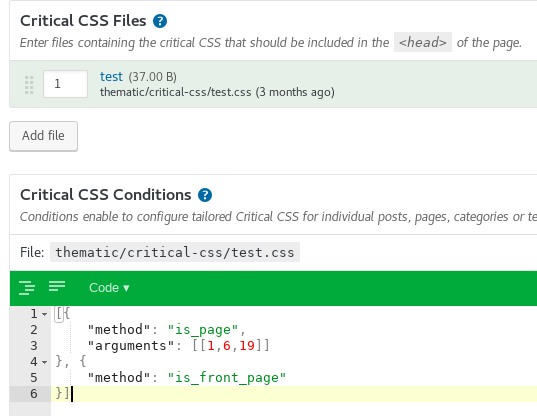 Critical CSS Files ?
Enter files containing the critical CSS that should be included in the <head> of the page.
1 test (37.00 B)
thematic/critical-css/test.css (3 months ago)
Add file
Critical CSS Conditions ?
Conditions enable to configure tailored Critical CSS for individual posts, pages, categories or te
File: thematic/critical-css/test.css
Code ▾
1 [{
2 "method": "is_page",
3 "arguments": [[1,6,19]]
4 }, {
5 "method": "is_front_page"
6 }]